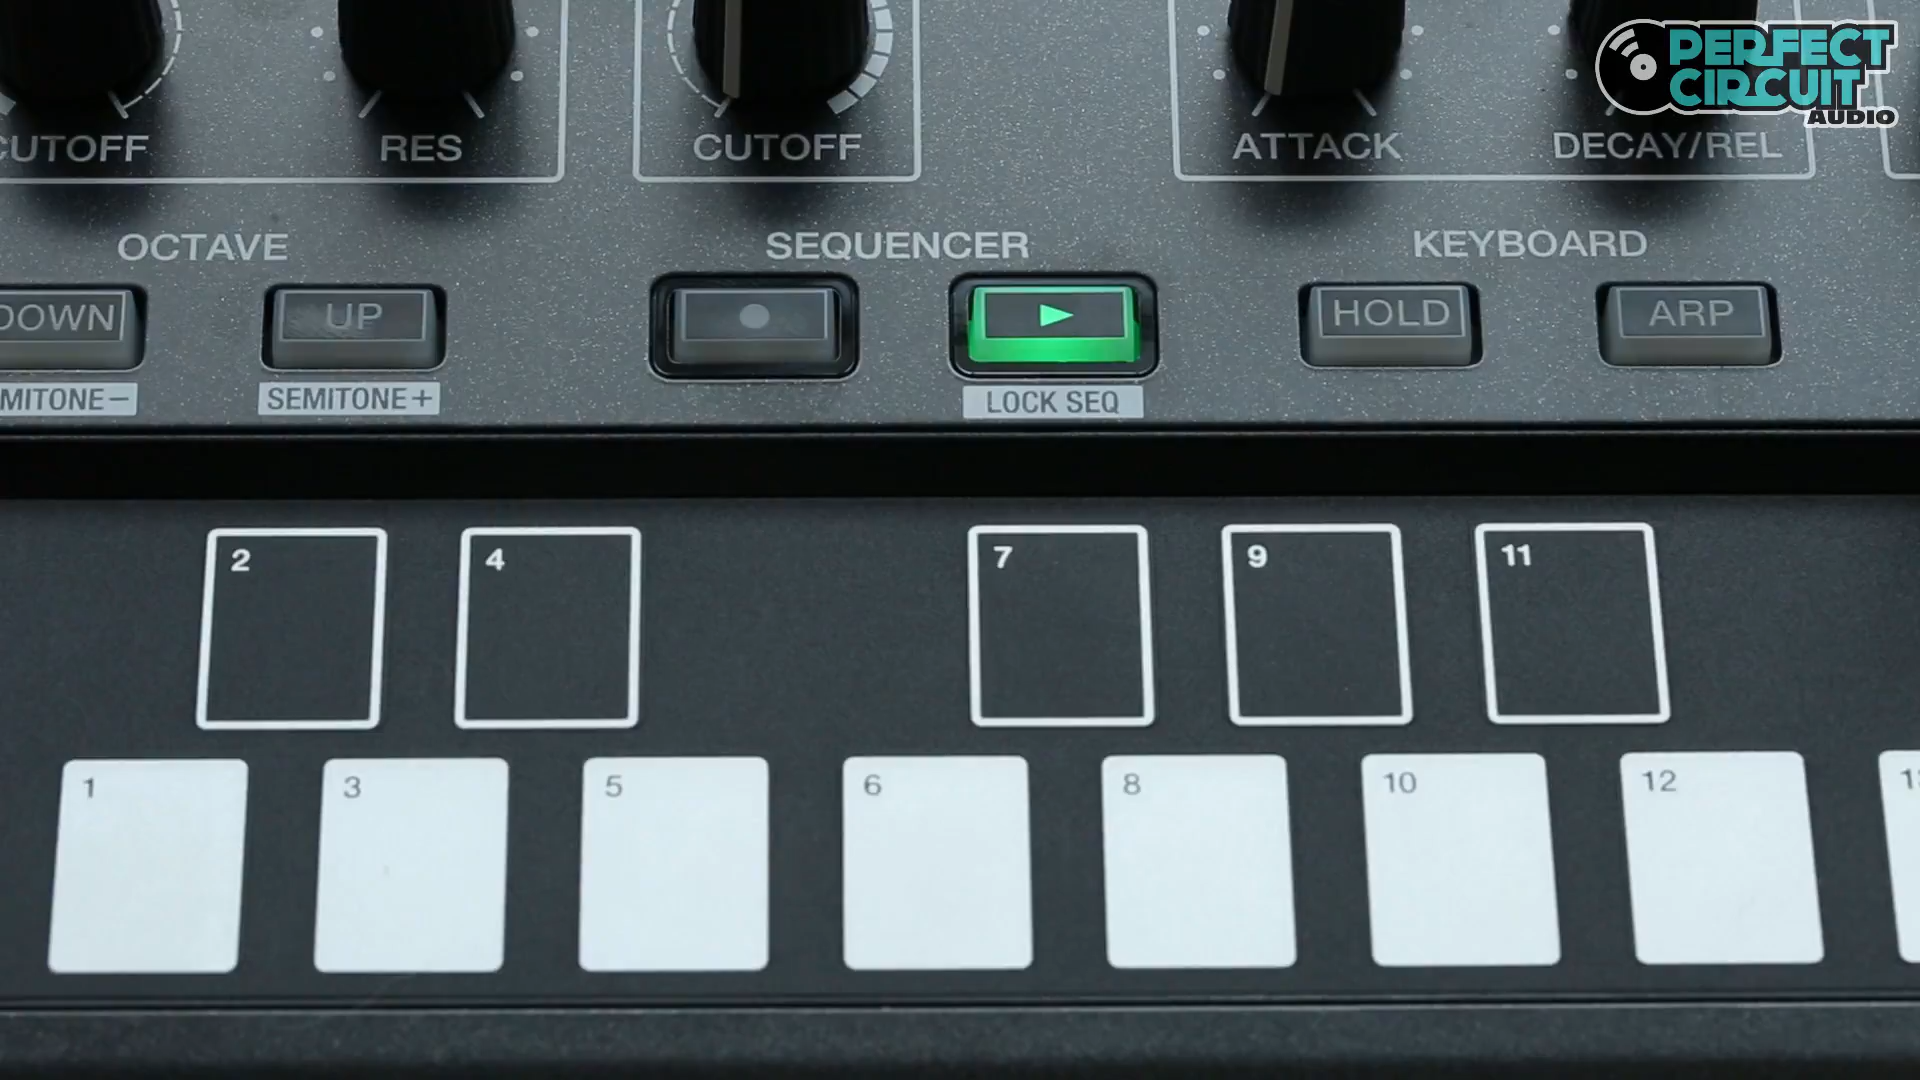 PERFECT
CIRCUIT
AUDIO
CUTOFF
RES
CUTOFF
ATTACK
DECAY/REL
OCTAVE
SEQUENCER
KEYBOARD
DOWN
UP
HOLD
ARP
MITONE−
SEMITONE+
LOCK SEQ
2
4
7
9
11
1
3
5
6
8
10
12